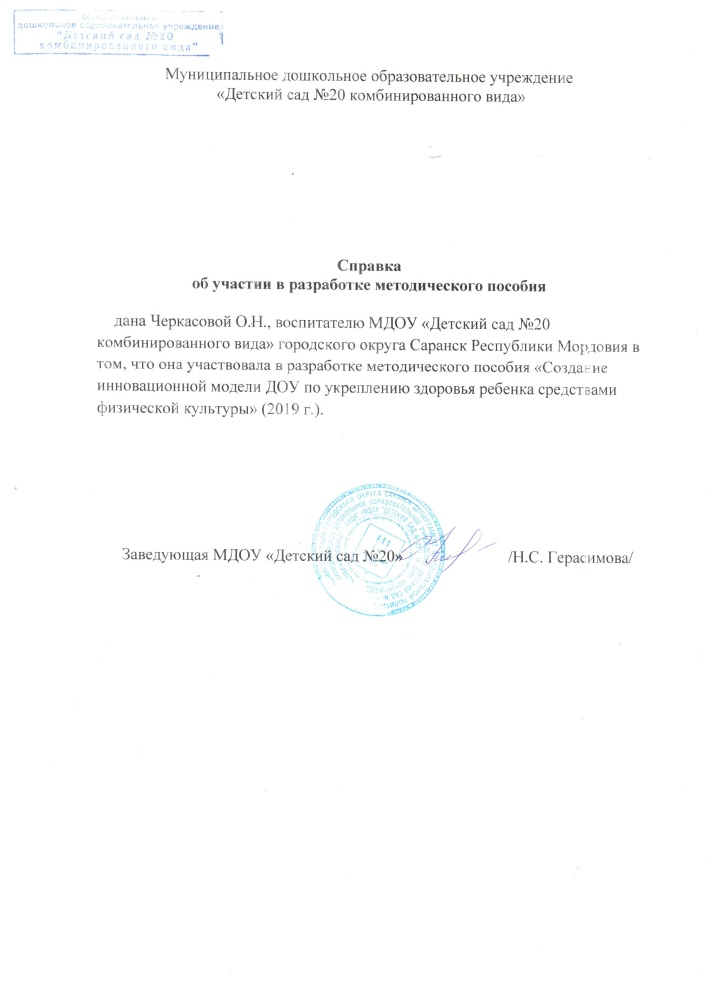 Муниципальное
дошкольное образовательное учреждение
"Детский сад №20
комбинированного вида"
Муниципальное дошкольное образовательное учреждение
«Детский сад №20 комбинированного вида»
Справка
об участии в разработке методического пособия
дана Черкасовой О.Н., воспитателю МДОУ «Детский сад №20
комбинированного вида» городского округа Саранск Республики Мордовия в
том, что она участвовала в разработке методического пособия «Создание
инновационной модели ДОУ по укреплению здоровья ребенка средствами
физической культуры» (2019 г.).
Заведующая МДОУ «Детский сад №20» /Н.С. Герасимова/